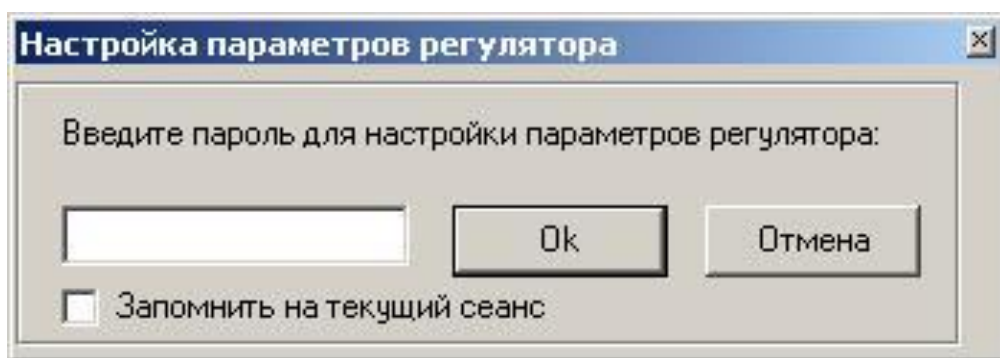 Настройка параметров регулятора
Введите пароль для настройки параметров регулятора:
Ok
Отмена
Запомнить на текущий сеанс